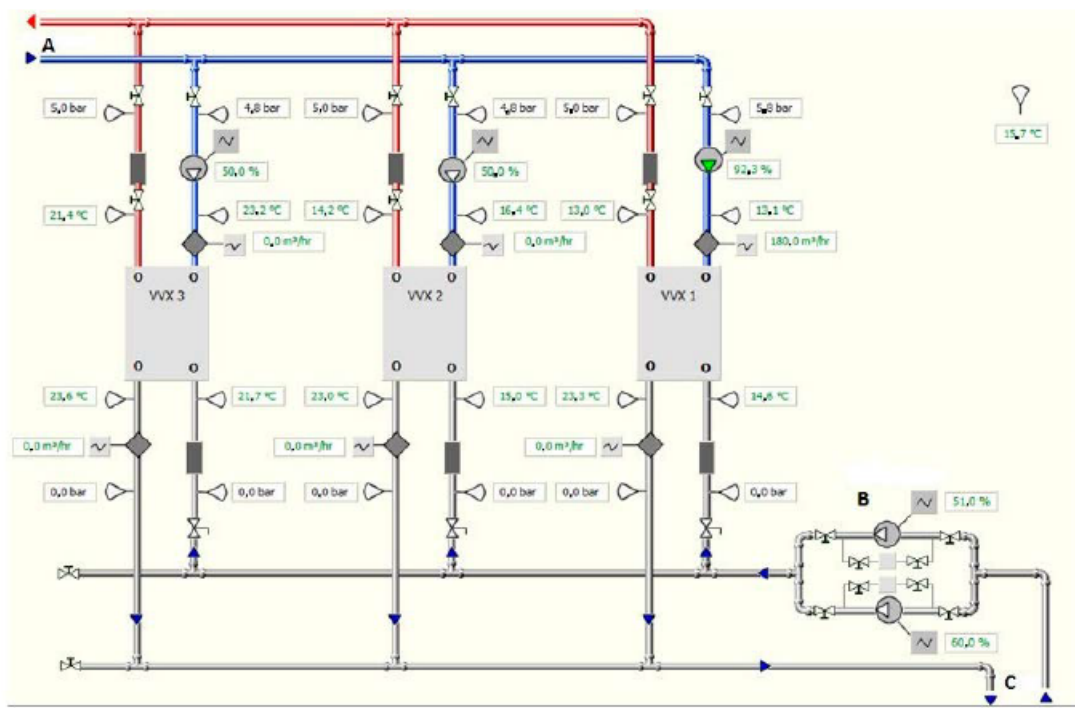 A
5,0 bar
4,8 bar
5,0 bar
4,8 bar
5,0 bar
5,8 bar
15,7 °C
50,0 %
50,0 %
92,3 %
21,4 °C
23,2 °C
14,2 °C
16,4 °C
13,0 °C
13,1 °C
0,0 m³/hr
0,0 m³/hr
180,0 m³/hr
O O
O O
O O
VVX 3
VVX 2
VVX 1
O O
O O
O O
23,6 °C
21,7 °C
23,0 °C
15,0 °C
23,3 °C
14,6 °C
0,0 m³/hr
0,0 m³/hr
0,0 m³/hr
0,0 bar
0,0 bar
0,0 bar
0,0 bar
0,0 bar
0,0 bar
B
51,0 %
60,0 %
C